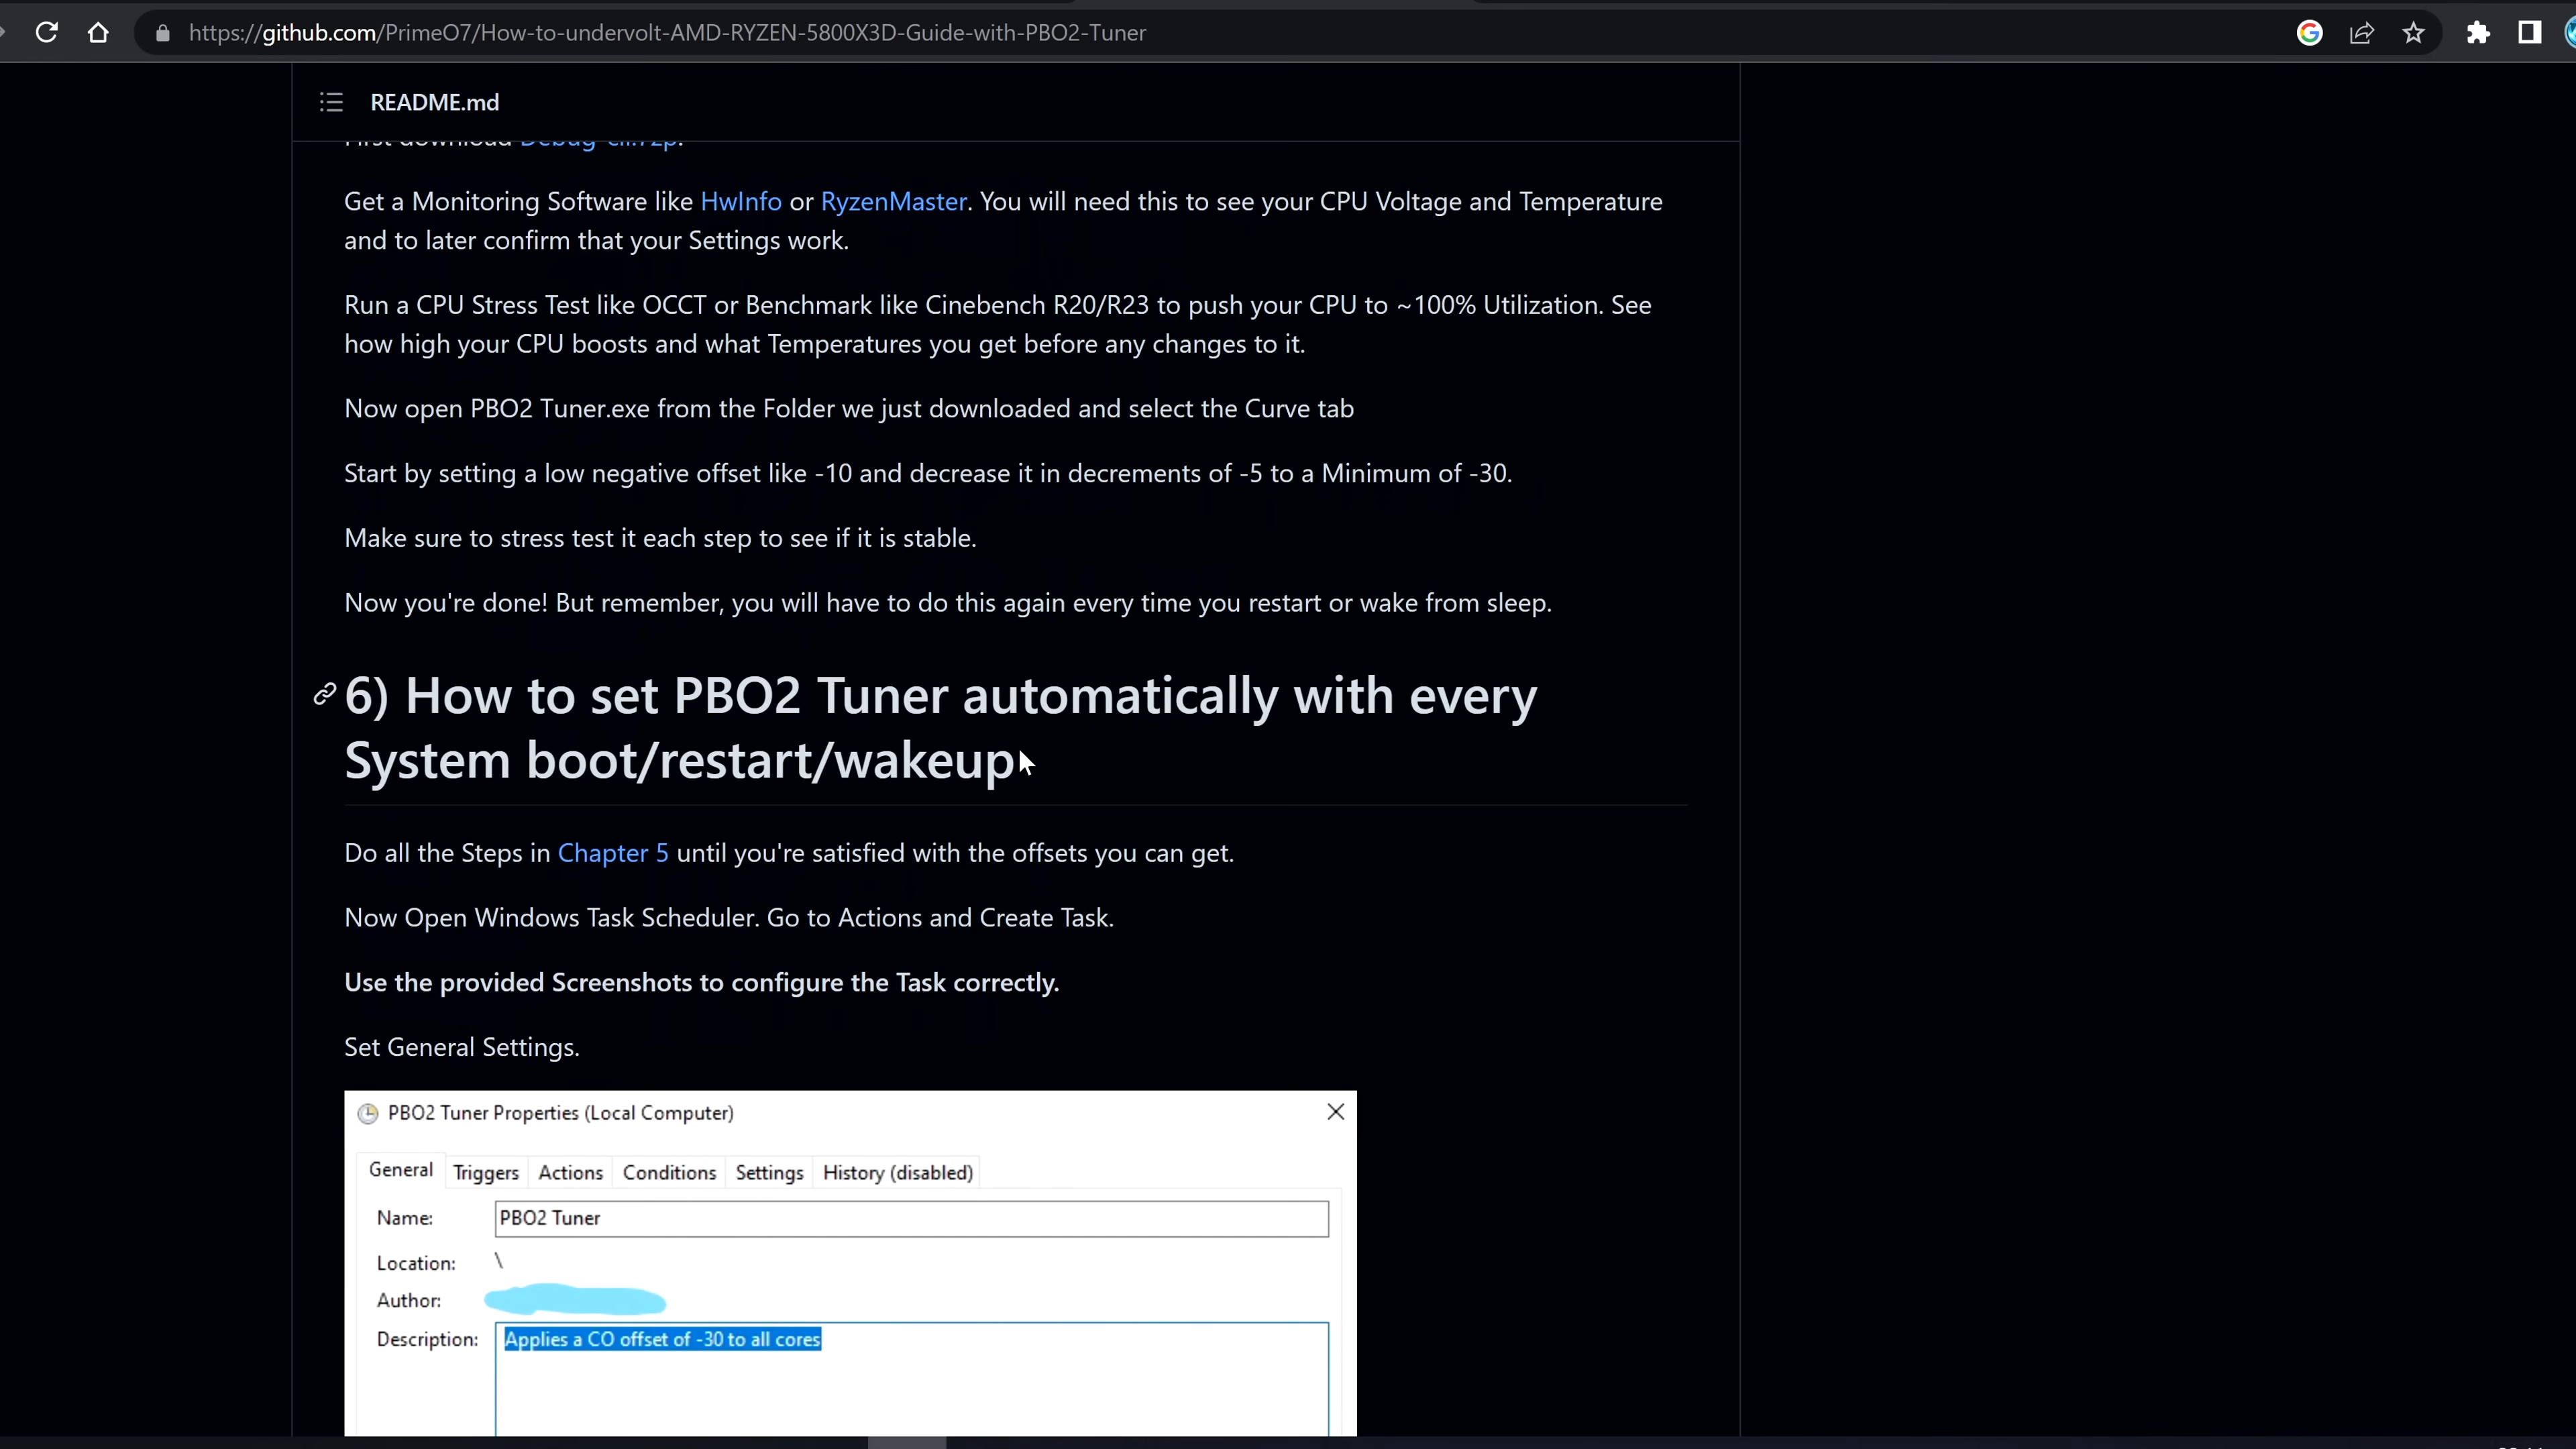 https://github.com/PrimeO7/How-to-undervolt-AMD-RYZEN-5800X3D-Guide-with-PBO2-Tuner
README.md
First download Debug-cli.7zp.
Get a Monitoring Software like HwInfo or RyzenMaster. You will need this to see your CPU Voltage and Temperature
and to later confirm that your Settings work.
Run a CPU Stress Test like OCCT or Benchmark like Cinebench R20/R23 to push your CPU to ~100% Utilization. See
how high your CPU boosts and what Temperatures you get before any changes to it.
Now open PBO2 Tuner.exe from the Folder we just downloaded and select the Curve tab
Start by setting a low negative offset like -10 and decrease it in decrements of -5 to a Minimum of -30.
Make sure to stress test it each step to see if it is stable.
Now you're done! But remember, you will have to do this again every time you restart or wake from sleep.
6) How to set PBO2 Tuner automatically with every
System boot/restart/wakeup
Do all the Steps in Chapter 5 until you're satisfied with the offsets you can get.
Now Open Windows Task Scheduler. Go to Actions and Create Task.
Use the provided Screenshots to configure the Task correctly.
Set General Settings.
PBO2 Tuner Properties (Local Computer)
General Triggers Actions Conditions Settings History (disabled)
Name: PBO2 Tuner
Location: \
Author:
Description: Applies a CO offset of -30 to all cores